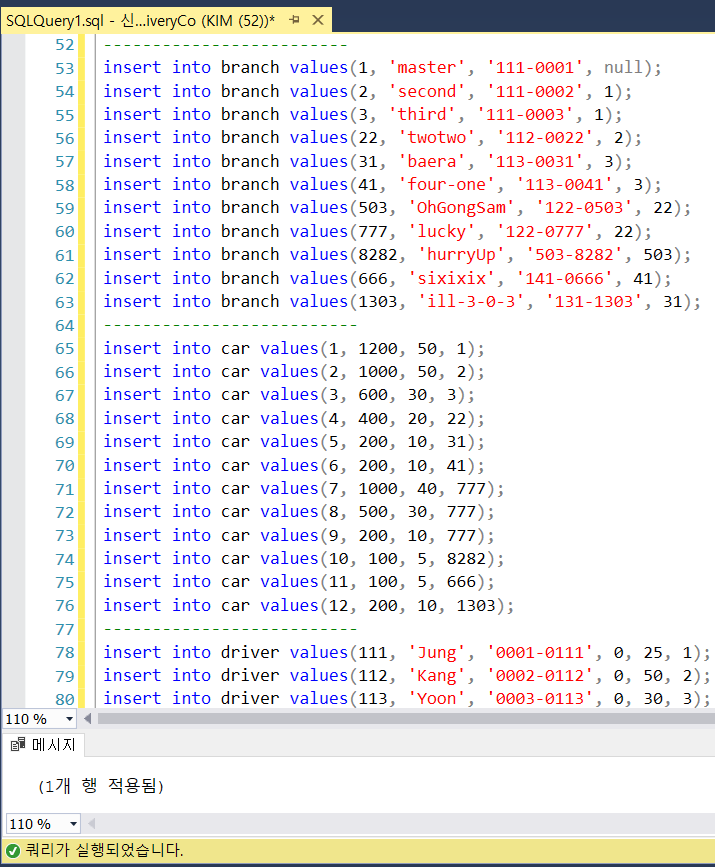 SQLQuery1.sql - 신...iveryCo (KIM (52))*
52 -------------------------
53 insert into branch values(1, 'master', '111-0001', null);
54 insert into branch values(2, 'second', '111-0002', 1);
55 insert into branch values(3, 'third', '111-0003', 1);
56 insert into branch values(22, 'twotwo', '112-0022', 2);
57 insert into branch values(31, 'baera', '113-0031', 3);
58 insert into branch values(41, 'four-one', '113-0041', 3);
59 insert into branch values(503, 'OhGongSam', '122-0503', 22);
60 insert into branch values(777, 'lucky', '122-0777', 22);
61 insert into branch values(8282, 'hurryUp', '503-8282', 503);
62 insert into branch values(666, 'sixixix', '141-0666', 41);
63 insert into branch values(1303, 'ill-3-0-3', '131-1303', 31);
64 --------------------------
65 insert into car values(1, 1200, 50, 1);
66 insert into car values(2, 1000, 50, 2);
67 insert into car values(3, 600, 30, 3);
68 insert into car values(4, 400, 20, 22);
69 insert into car values(5, 200, 10, 31);
70 insert into car values(6, 200, 10, 41);
71 insert into car values(7, 1000, 40, 777);
72 insert into car values(8, 500, 30, 777);
73 insert into car values(9, 200, 10, 777);
74 insert into car values(10, 100, 5, 8282);
75 insert into car values(11, 100, 5, 666);
76 insert into car values(12, 200, 10, 1303);
77 --------------------------
78 insert into driver values(111, 'Jung', '0001-0111', 0, 25, 1);
79 insert into driver values(112, 'Kang', '0002-0112', 0, 50, 2);
80 insert into driver values(113, 'Yoon', '0003-0113', 0, 30, 3);
110 %
메시지
(1개 행 적용됨)
110 %
쿼리가 실행되었습니다.